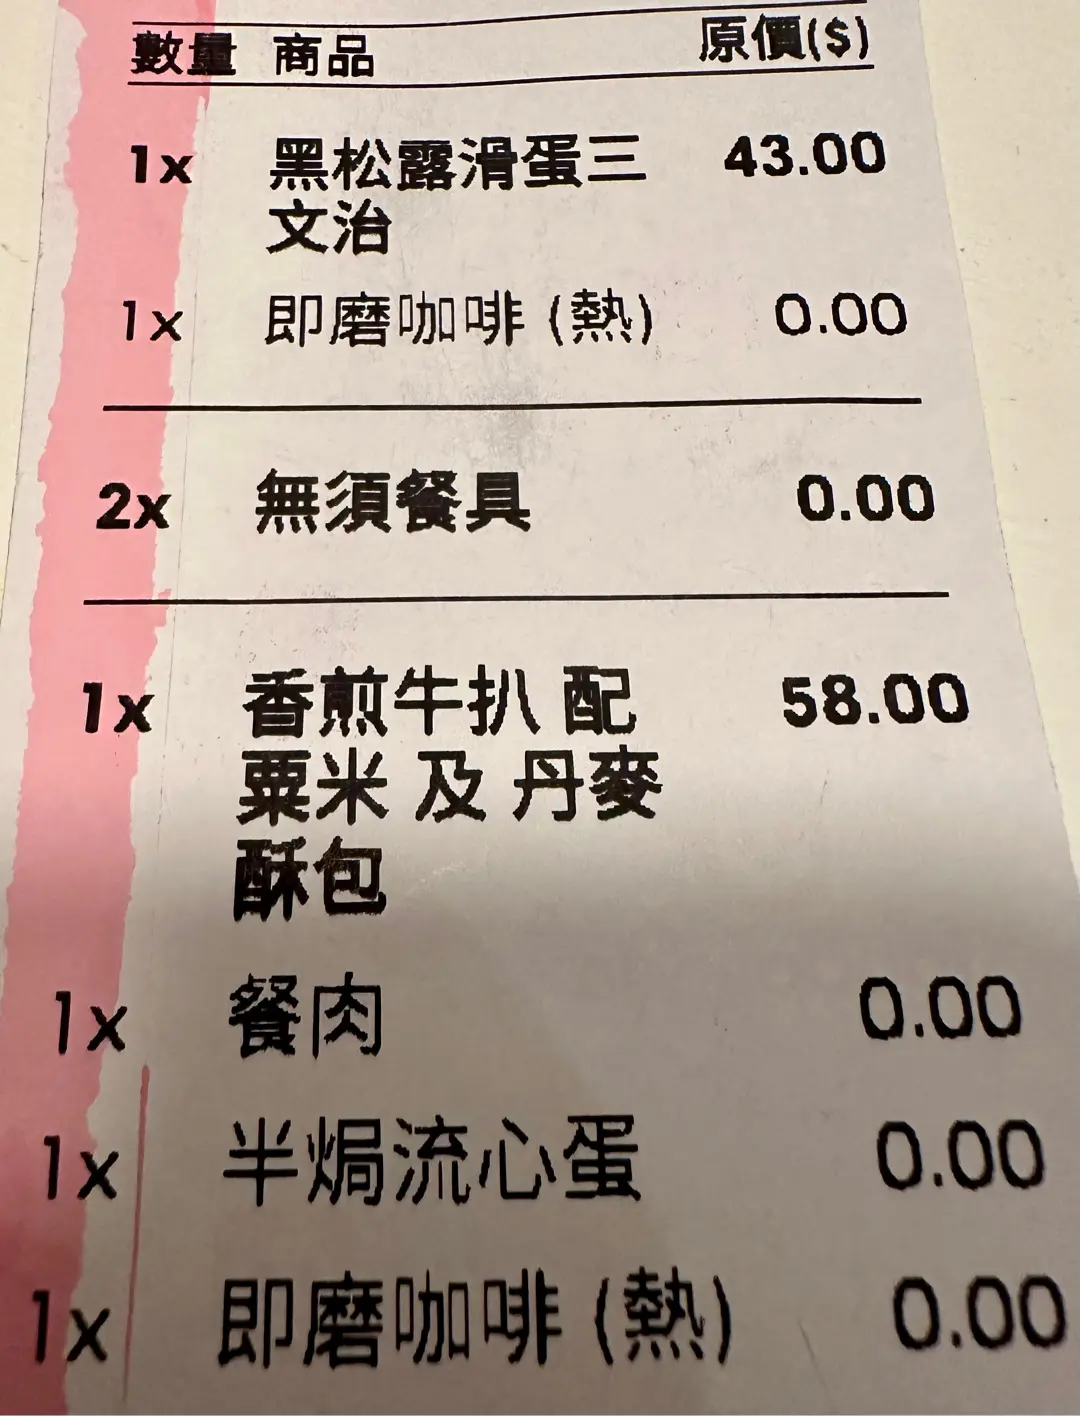 數量 商品 原價($)
1x 黑松露滑蛋三 43.00
文治
1x 即磨咖啡 (熱) 0.00
2x 無須餐具 0.00
1x 香煎牛扒 配 58.00
粟米 及 丹麥
酥包
1x 餐肉 0.00
1x 半焗流心蛋 0.00
1x 即磨咖啡 (熱) 0.00